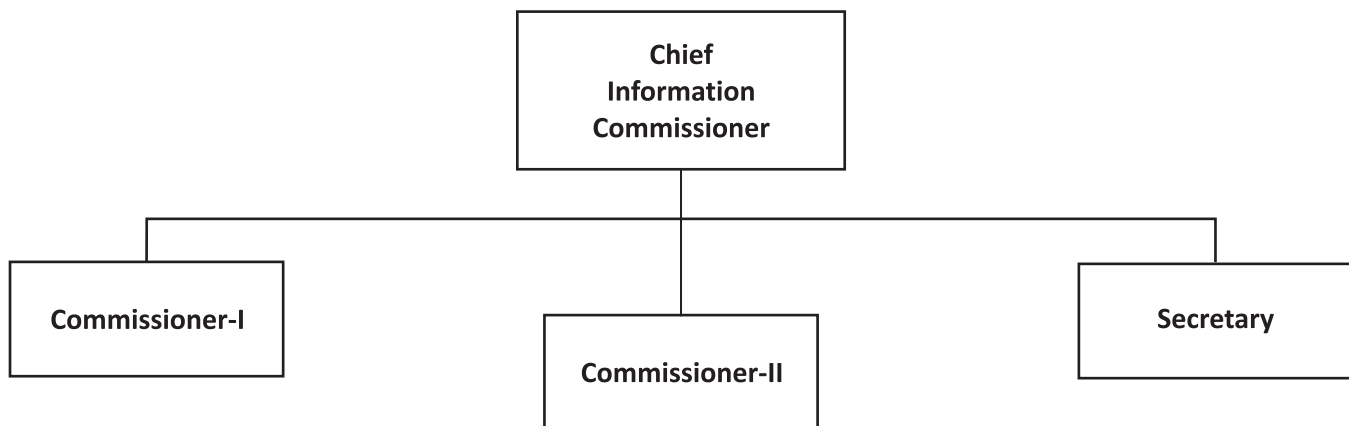 Chief
Information
Commissioner
Commissioner-I
Commissioner-II
Secretary